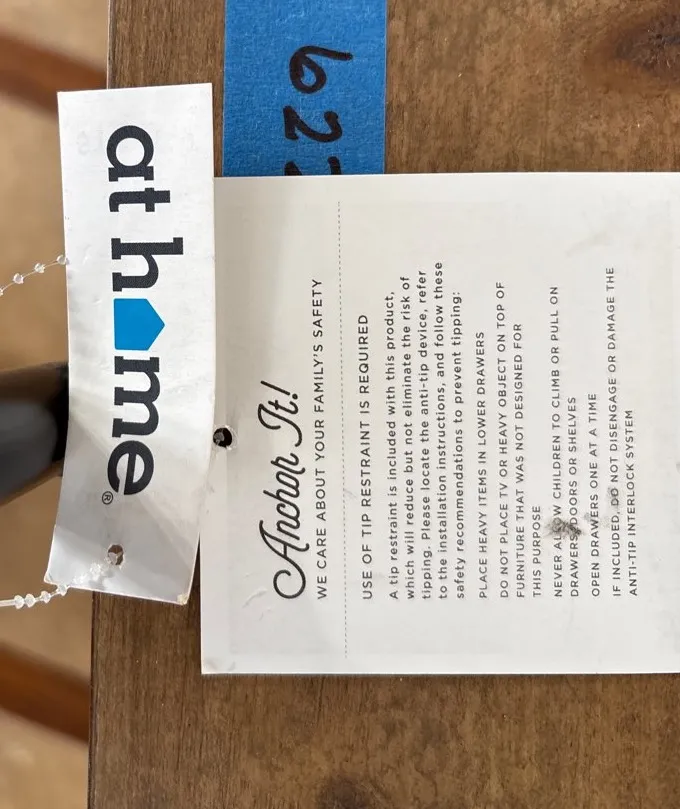 at home®
Anchor It!
WE CARE ABOUT YOUR FAMILY'S SAFETY
USE OF TIP RESTRAINT IS REQUIRED
A tip restraint is included with this product,
which will reduce but not eliminate the risk of
tipping. Please locate the anti-tip device, refer
to the installation instructions, and follow these
safety recommendations to prevent tipping:
PLACE HEAVY ITEMS IN LOWER DRAWERS
DO NOT PLACE TV OR HEAVY OBJECT ON TOP OF
FURNITURE THAT WAS NOT DESIGNED FOR
THIS PURPOSE
NEVER ALLOW CHILDREN TO CLIMB OR PULL ON
DRAWERS, DOORS OR SHELVES
OPEN DRAWERS ONE AT A TIME
IF INCLUDED, DO NOT DISENGAGE OR DAMAGE THE
ANTI-TIP INTERLOCK SYSTEM